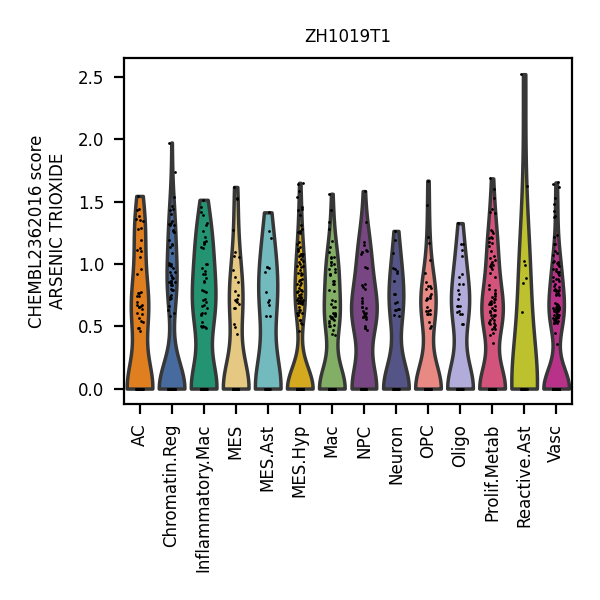 ZH1019T1
CHEMBL2362016 score
ARSENIC TRIOXIDE
2.5
2.0
1.5
1.0
0.5
0.0
AC
Chromatin.Reg
Inflammatory.Mac
MES
MES.Ast
MES.Hyp
Mac
NPC
Neuron
OPC
Oligo
Prolif.Metab
Reactive.Ast
Vasc